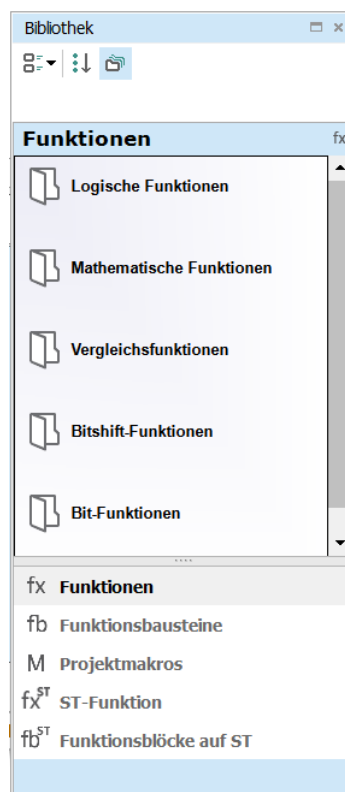 Bibliothek
Funktionen fx
Logische Funktionen
Mathematische Funktionen
Vergleichsfunktionen
Bitshift-Funktionen
Bit-Funktionen
fx Funktionen
fb Funktionsbausteine
M Projektmakros
fxST ST-Funktion
fbST Funktionsblöcke auf ST